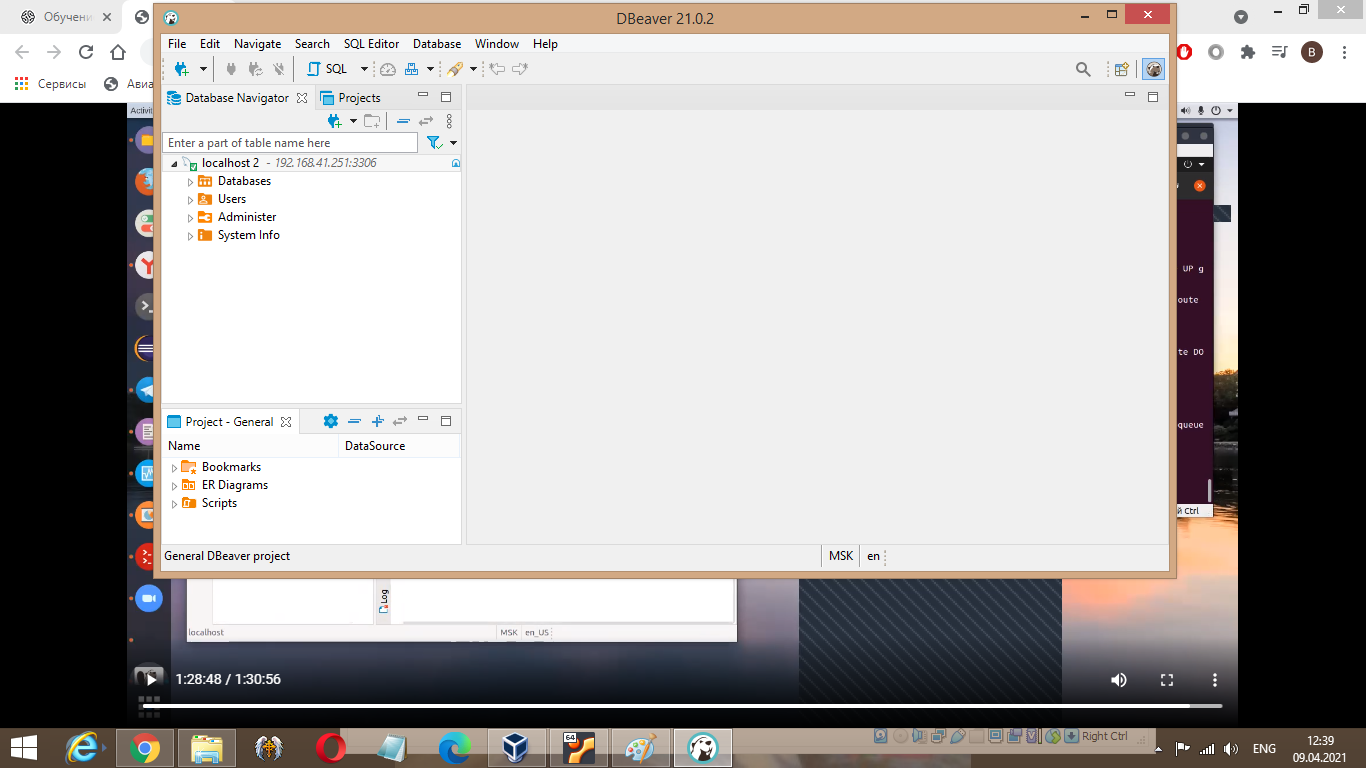 Обучени
DBeaver 21.0.2
File Edit Navigate Search SQL Editor Database Window Help
SQL
B
Сервисы
Авиа
Database Navigator
Projects
Activit
Enter a part of table name here
localhost 2 - 192.168.41.251:3306
Databases
Users
Administer
System Info
UP g
oute
te DO
queue
й Ctrl
Project - General
Name DataSource
Bookmarks
ER Diagrams
Scripts
General DBeaver project
MSK en
Log
localhost
MSK en_US
1:28:48 / 1:30:56
64
Right Ctrl
ENG
12:39
09.04.2021